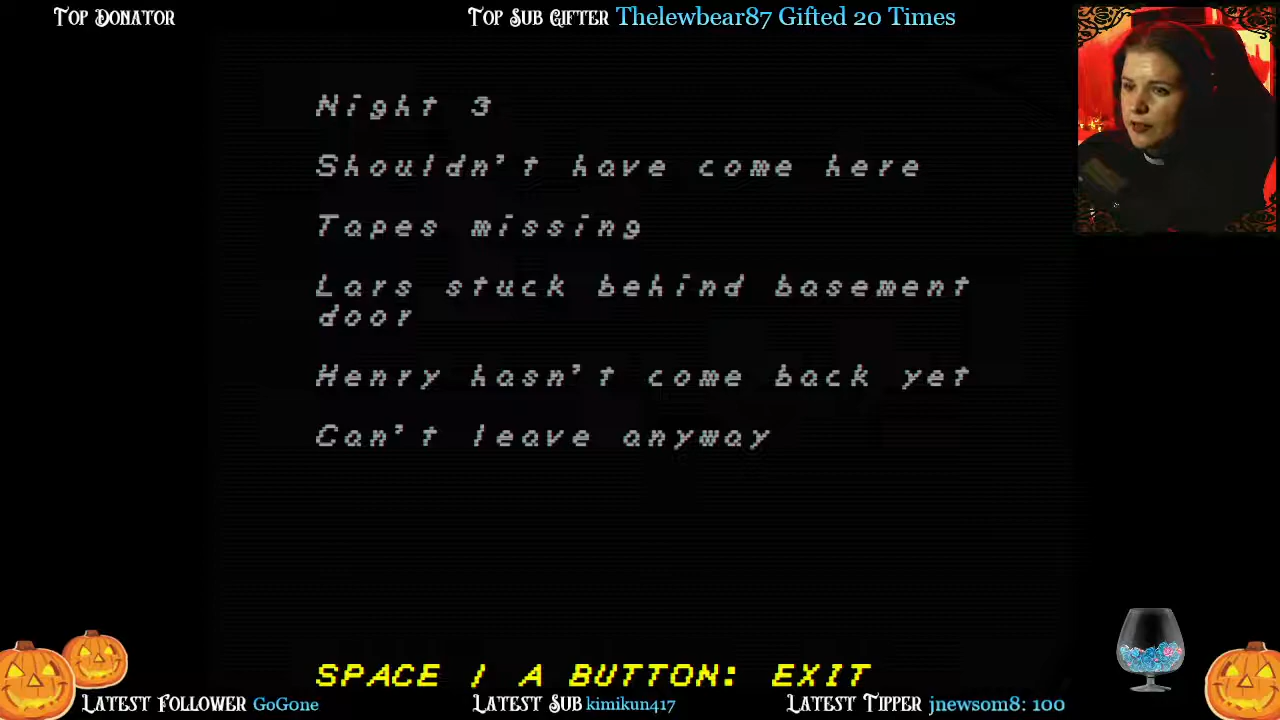 Top Donator
Top Sub Gifter Thelewbear87 Gifted 20 Times
Night 3
Shouldn't have come here
Tapes missing
Lars stuck behind basement
door
Henry hasn't come back yet
Can't leave anyway
SPACE / A BUTTON: EXIT
Latest Follower GoGone
Latest Sub kimikun417
Latest Tipper jnewsom8: 100